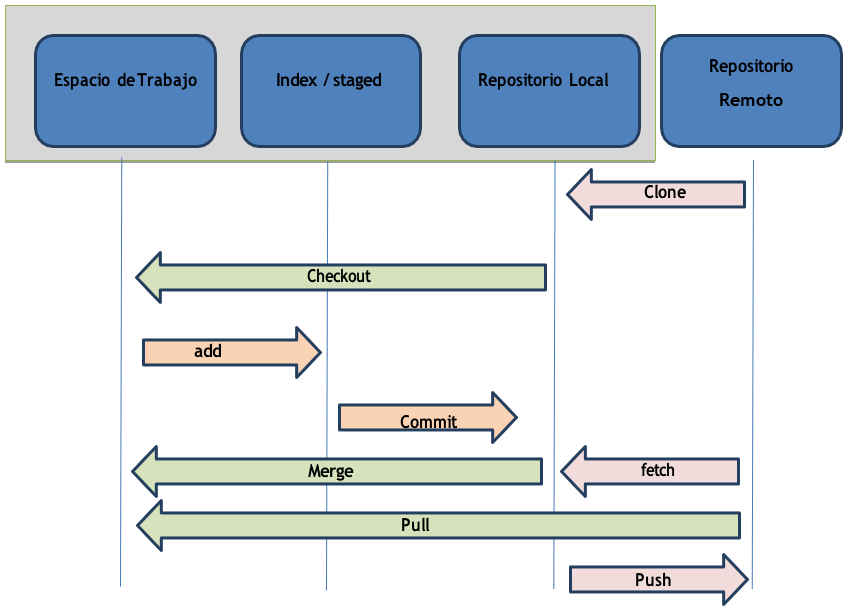 Espacio de Trabajo
Index / staged
Repositorio Local
Repositorio
Remoto
Clone
Checkout
add
Commit
Merge
fetch
Pull
Push